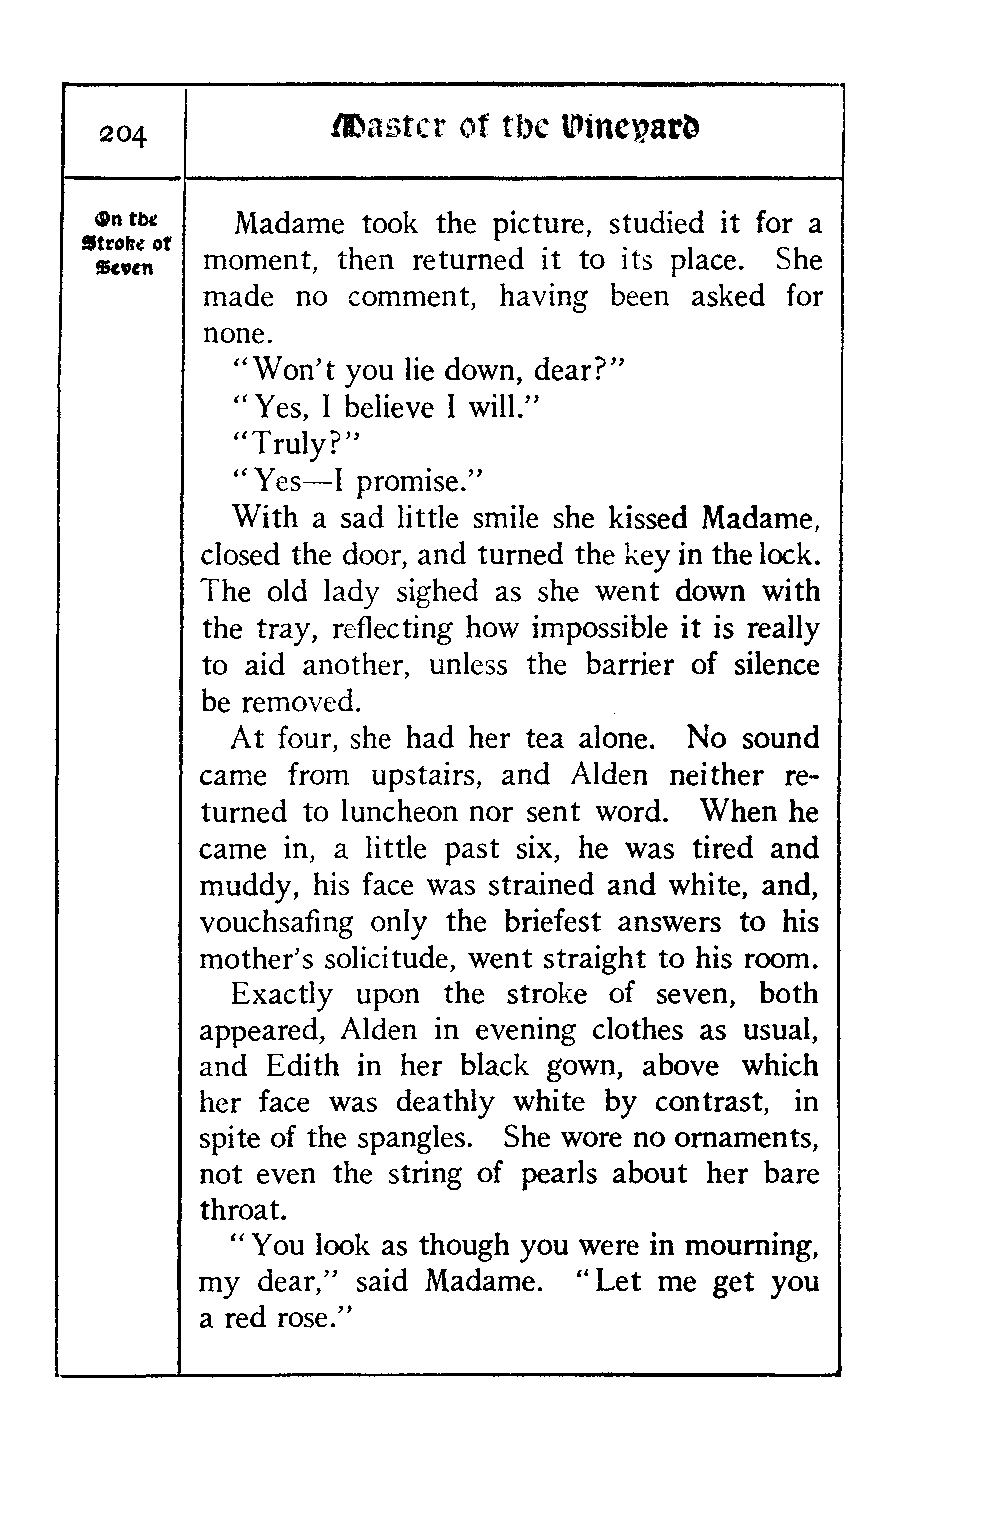 204
Master of the Vineyard
On the
Stroke of
Seven
Madame took the picture, studied it for a
moment, then returned it to its place. She
made no comment, having been asked for
none.
"Won't you lie down, dear?"
"Yes, I believe I will."
"Truly?"
"Yes—I promise."
With a sad little smile she kissed Madame,
closed the door, and turned the key in the lock.
The old lady sighed as she went down with
the tray, reflecting how impossible it is really
to aid another, unless the barrier of silence
be removed.
At four, she had her tea alone. No sound
came from upstairs, and Alden neither re-
turned to luncheon nor sent word. When he
came in, a little past six, he was tired and
muddy, his face was strained and white, and,
vouchsafing only the briefest answers to his
mother's solicitude, went straight to his room.
Exactly upon the stroke of seven, both
appeared, Alden in evening clothes as usual,
and Edith in her black gown, above which
her face was deathly white by contrast, in
spite of the spangles. She wore no ornaments,
not even the string of pearls about her bare
throat.
"You look as though you were in mourning,
my dear," said Madame. "Let me get you
a red rose."